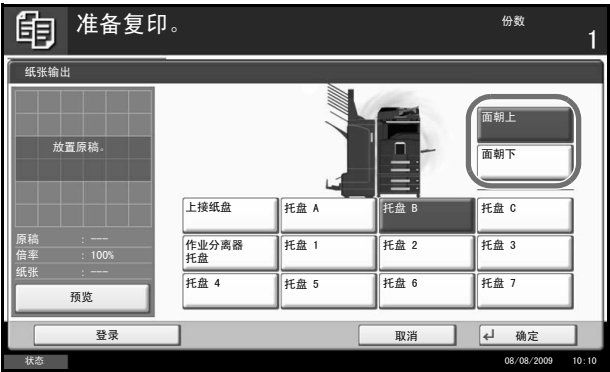 准备复印。
份数
1
纸张输出
放置原稿。
面朝上
面朝下
上接纸盘
托盘 A
托盘 B
托盘 C
作业分离器
托盘
托盘 1
托盘 2
托盘 3
托盘 4
托盘 5
托盘 6
托盘 7
原稿 : ---
倍率 : 100%
纸张 : ---
预览
登录
取消
确定
状态
08/08/2009 10:10